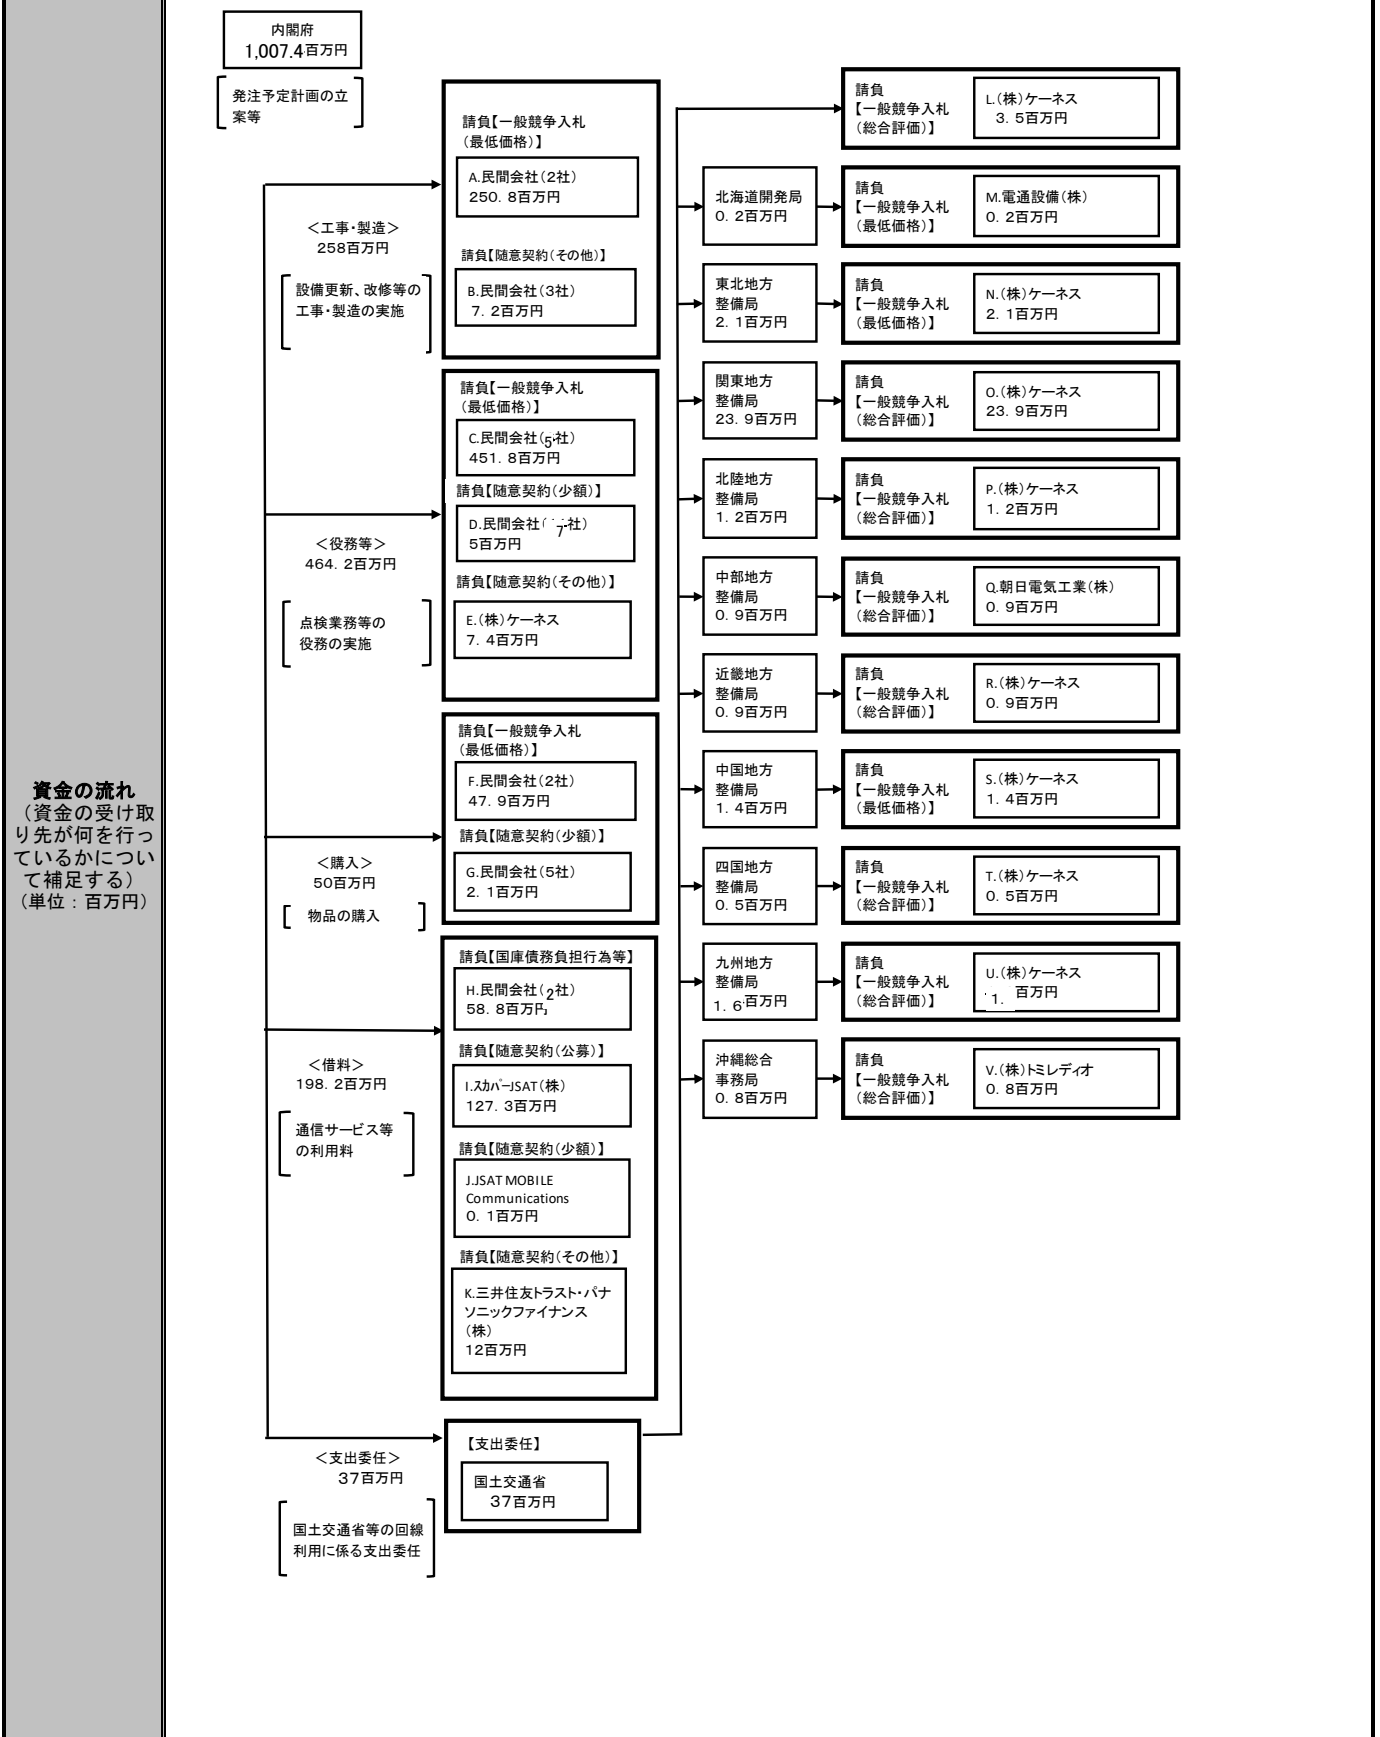 資金の流れ
（資金の受け取
り先が何を行っ
ているかについ
て補足する）
（単位：百万円）
内閣府
1,007.4百万円
発注予定計画の立
案等
＜工事・製造＞
258百万円
設備更新、改修等の
工事・製造の実施
請負【一般競争入札
（最低価格）】
A.民間会社（2社）
250．8百万円
請負【随意契約（その他）】
B.民間会社（3社）
7．2百万円
＜役務等＞
464．2百万円
点検業務等の
役務の実施
請負【一般競争入札
（最低価格）】
C.民間会社（5社）
451．8百万円
請負【随意契約（少額）】
D.民間会社（7社）
5百万円
請負【随意契約（その他）】
E.（株）ケーネス
7．4百万円
＜購入＞
50百万円
物品の購入
請負【一般競争入札
（最低価格）】
F.民間会社（2社）
47．9百万円
請負【随意契約（少額）】
G.民間会社（5社）
2．1百万円
＜借料＞
198．2百万円
通信サービス等
の利用料
請負【国庫債務負担行為等】
H.民間会社（2社）
58．8百万円
請負【随意契約（公募）】
I.スカパーJSAT（株）
127．3百万円
請負【随意契約（少額）】
J.JSAT MOBILE
Communications
0．1百万円
請負【随意契約（その他）】
K.三井住友トラスト・パナ
ソニックファイナンス
（株）
12百万円
＜支出委任＞
37百万円
国土交通省等の回線
利用に係る支出委任
【支出委任】
国土交通省
37百万円
請負
【一般競争入札
（総合評価）】
L.（株）ケーネス
3．5百万円
北海道開発局
0．2百万円
請負
【一般競争入札
（最低価格）】
M.電通設備（株）
0．2百万円
東北地方
整備局
2．1百万円
請負
【一般競争入札
（最低価格）】
N.（株）ケーネス
2．1百万円
関東地方
整備局
23．9百万円
請負
【一般競争入札
（総合評価）】
O.（株）ケーネス
23．9百万円
北陸地方
整備局
1．2百万円
請負
【一般競争入札
（総合評価）】
P.（株）ケーネス
1．2百万円
中部地方
整備局
0．9百万円
請負
【一般競争入札
（総合評価）】
Q.朝日電気工業（株）
0．9百万円
近畿地方
整備局
0．9百万円
請負
【一般競争入札
（総合評価）】
R.（株）ケーネス
0．9百万円
中国地方
整備局
1．4百万円
請負
【一般競争入札
（最低価格）】
S.（株）ケーネス
1．4百万円
四国地方
整備局
0．5百万円
請負
【一般競争入札
（総合評価）】
T.（株）ケーネス
0．5百万円
九州地方
整備局
1．6百万円
請負
【一般競争入札
（総合評価）】
U.（株）ケーネス
1． 百万円
沖縄総合
事務局
0．8百万円
請負
【一般競争入札
（総合評価）】
V.（株）トミレディオ
0．8百万円